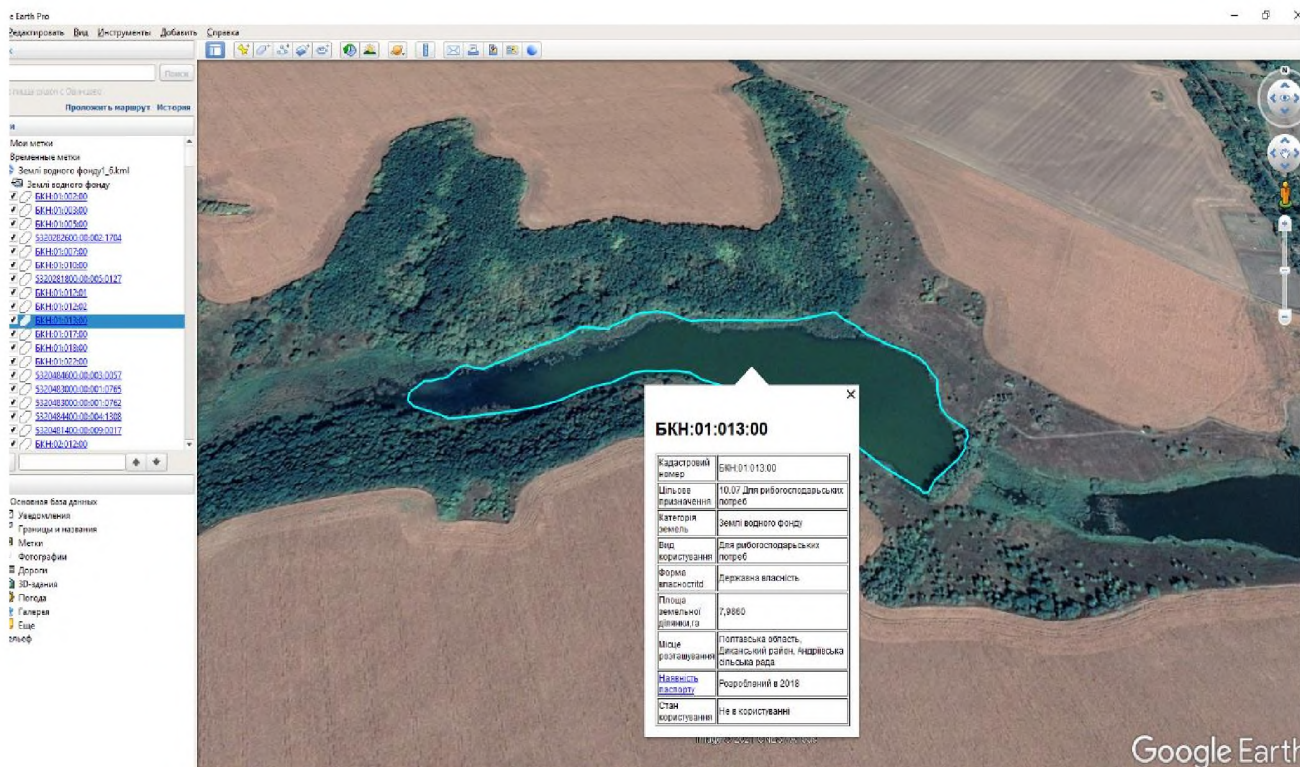 e Earth Pro
Редактировать Вид Инструменты Добавить Справка
Поиск
Проложить маршрут История
Мои метки
Временные метки
Землі водного фонду1_6.kml
Землі водного фонду
БКН:01:002:00
БКН:01:003:00
БКН:01:005:00
5320282600:00:002:1704
БКН:01:007:00
БКН:01:010:00
5320281800:00:005:0127
БКН:01:012:01
БКН:01:012:02
БКН:01:013:00
БКН:01:017:00
БКН:01:018:00
БКН:01:022:00
5320484600:00:003:0057
5320483000:00:001:0765
5320483000:00:001:0762
5320484400:00:004:1308
5320481400:00:009:0017
БКН:02:012:00
Основная база данных
Уведомления
Границы и названия
Метки
Фотографии
Дороги
3D-здания
Погода
Галерея
Еще
льеф
N
БКН:01:013:00
Кадастровий номер БКН:01:013:00
Цільове призначення 10.07 Для рибогосподарьських потреб
Категорія земель Землі водного фонду
Вид користування Для рибогосподарьських потреб
Форма власностіtd Державна власність
Площа земельної ділянки,га 7,9860
Місце розташування Полтавська область, Диканський район, Андріївська сільська рада
Наявність паспорту Розроблений в 2018
Стан користування Не в користуванні
Google Earth